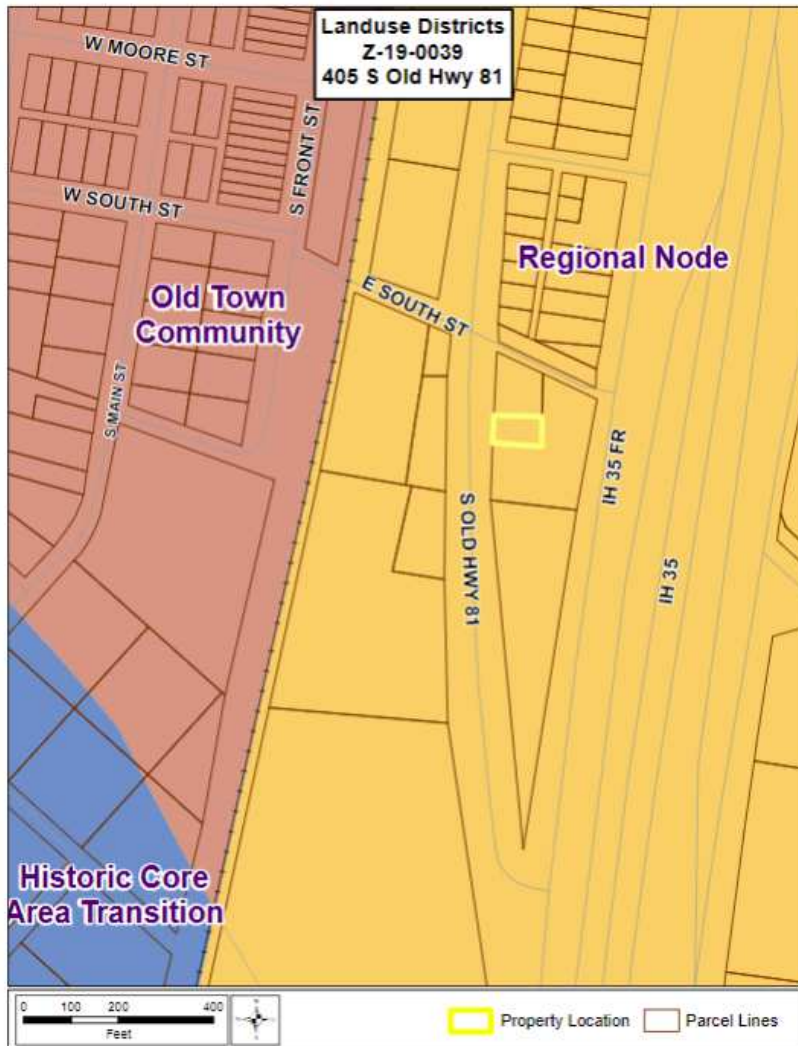 Landuse Districts
Z-19-0039
405 S Old Hwy 81
W MOORE ST
S FRONT ST
W SOUTH ST
Regional Node
E SOUTH ST
Old Town
Community
S MAIN ST
IH 35 FR
S OLD HWY 81
IH 35
Historic Core
Area Transition
0 100 200 400
Feet
Property Location
Parcel Lines